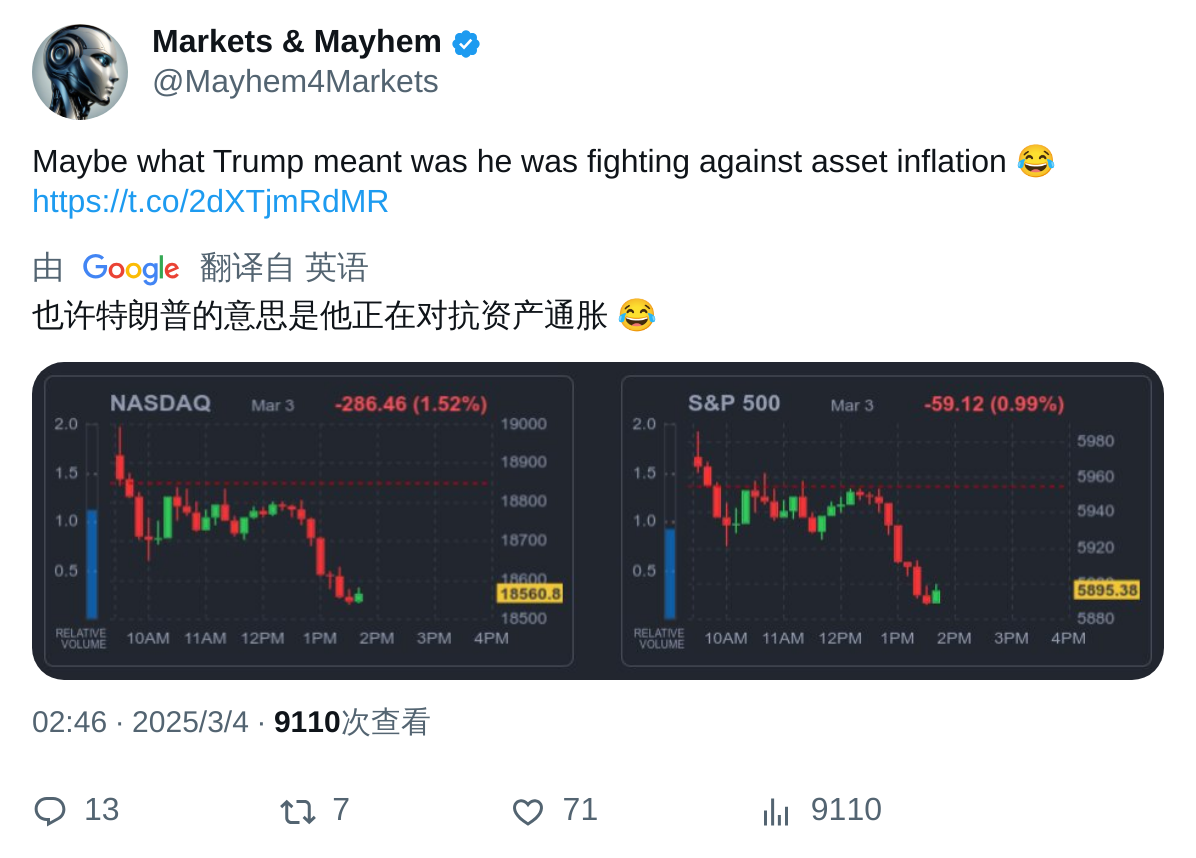 Markets & Mayhem
@Mayhem4Markets
Maybe what Trump meant was he was fighting against asset inflation 😂
https://t.co/2dXTjmRdMR
由 Google 翻译自 英语
也许特朗普的意思是他正在对抗资产通胀 😂
NASDAQ Mar 3 -286.46 (1.52%)
2.0
1.5
1.0
0.5
RELATIVE
VOLUME
19000
18900
18800
18700
18600
18560.8
18500
10AM 11AM 12PM 1PM 2PM 3PM 4PM
S&P 500 Mar 3 -59.12 (0.99%)
2.0
1.5
1.0
0.5
RELATIVE
VOLUME
5980
5960
5940
5920
5895.38
5880
10AM 11AM 12PM 1PM 2PM 3PM 4PM
02:46 · 2025/3/4 · 9110次查看
13 7 71 9110